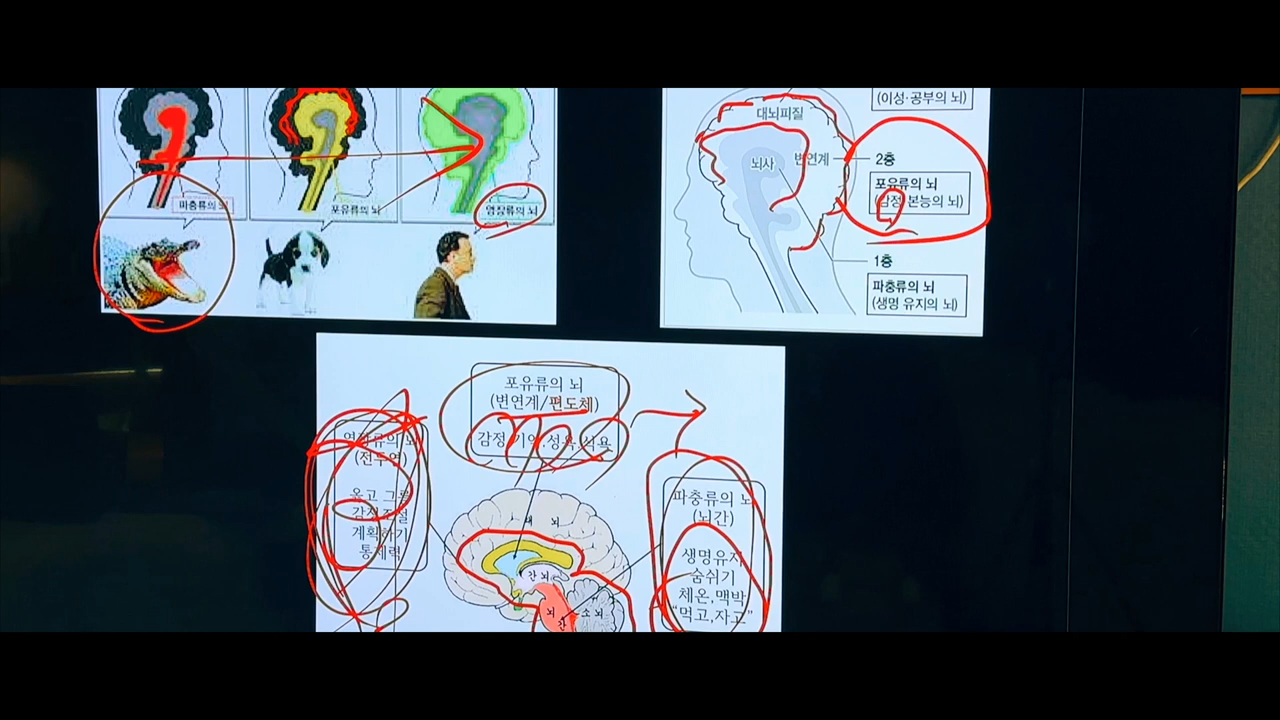 파충류의 뇌
포유류의 뇌
영장류의 뇌
(이성·공부의 뇌)
대뇌피질
뇌사
변연계
2층
포유류의 뇌
(감정·본능의 뇌)
1층
파충류의 뇌
(생명 유지의 뇌)
포유류의 뇌
(변연계/편도체)
감정,기억,성욕,식욕
영장류의 뇌
(전두엽)
옳고 그름
감정조절
계획하기
통제력
파충류의 뇌
(뇌간)
생명유지
숨쉬기
체온,맥박
"먹고,자고"
대 뇌
간뇌
뇌
간
소뇌